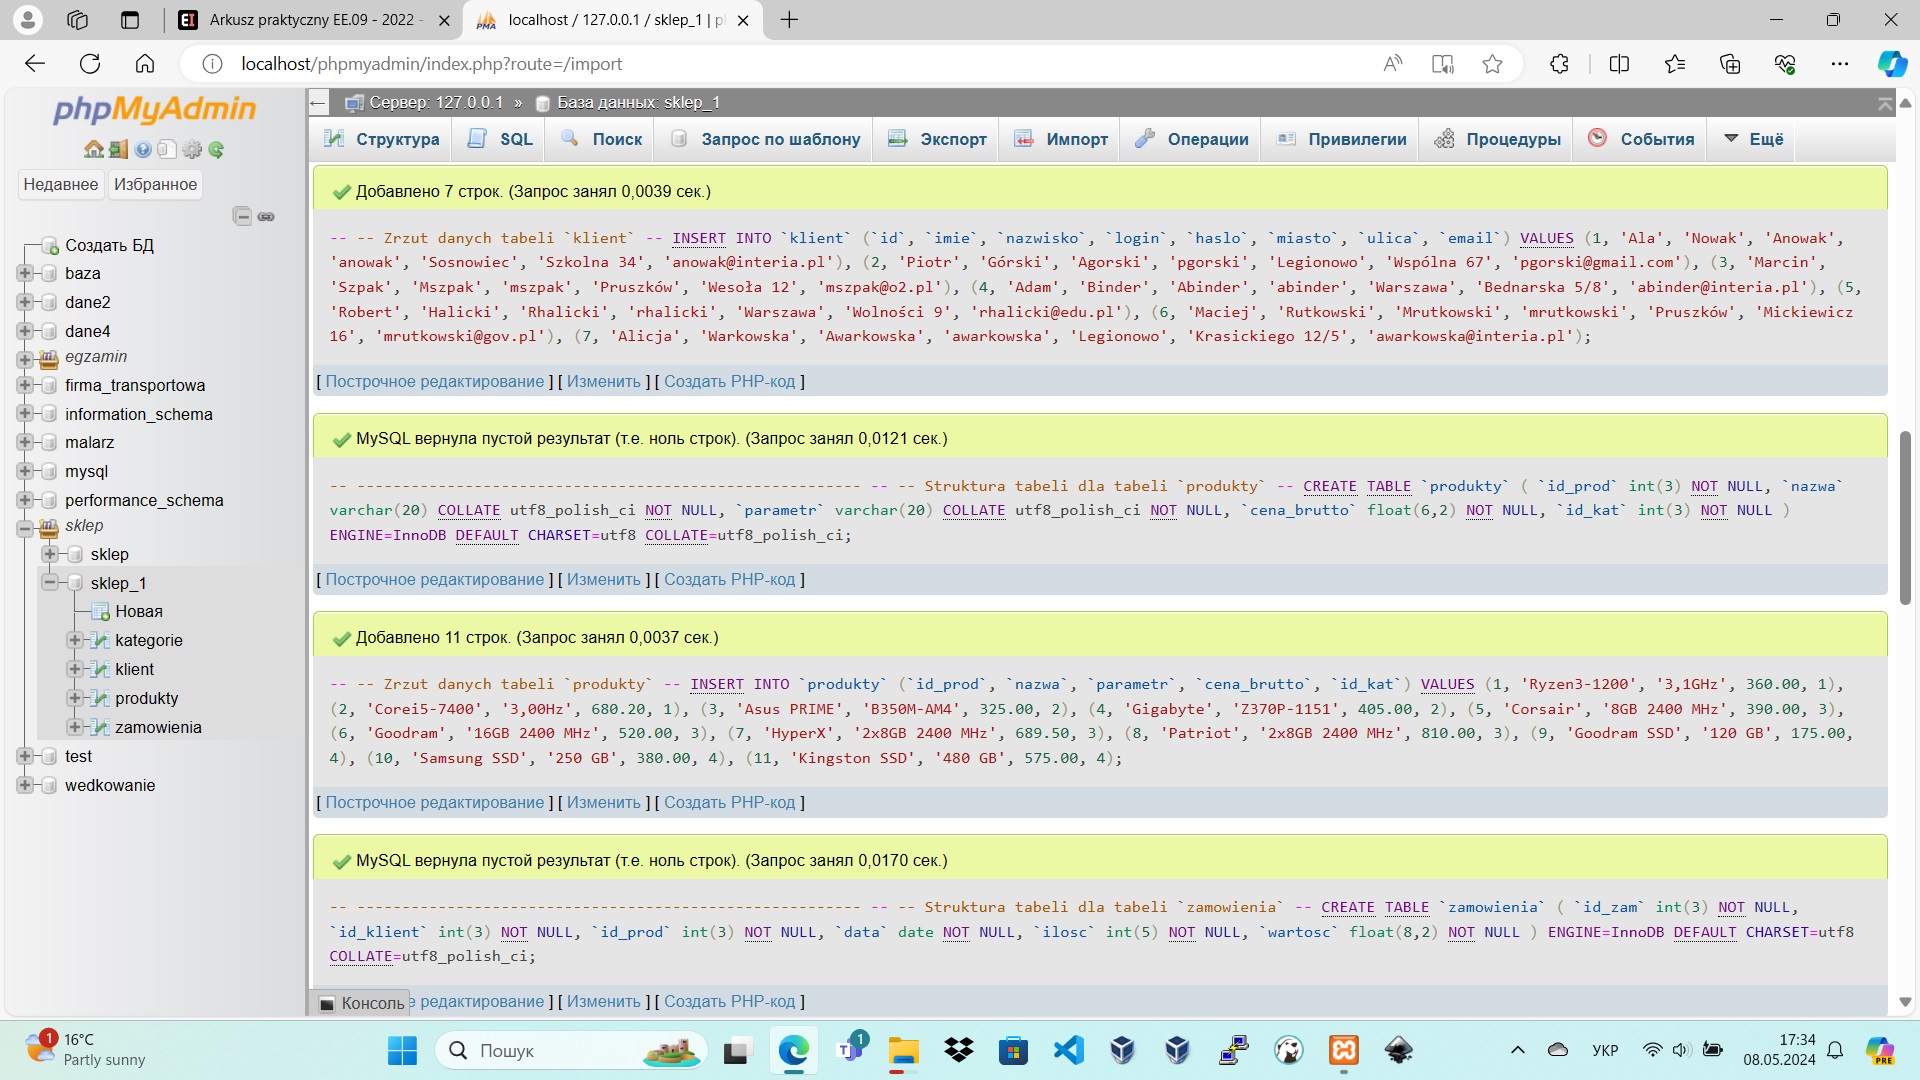 Arkusz praktyczny EE.09 - 2022 -
localhost / 127.0.0.1 / sklep_1 | p
localhost/phpmyadmin/index.php?route=/import
phpMyAdmin
Недавнее
Избранное
Создать БД
baza
dane2
dane4
egzamin
firma_transportowa
information_schema
malarz
mysql
performance_schema
sklep
sklep
sklep_1
Новая
kategorie
klient
produkty
zamowienia
test
wedkowanie
Сервер: 127.0.0.1 » База данных: sklep_1
Структура SQL Поиск Запрос по шаблону Экспорт Импорт Операции Привилегии Процедуры События Ещё
Добавлено 7 строк. (Запрос занял 0,0039 сек.)
-- -- Zrzut danych tabeli `klient` -- INSERT INTO `klient` (`id`, `imie`, `nazwisko`, `login`, `haslo`, `miasto`, `ulica`, `email`) VALUES (1, 'Ala', 'Nowak', 'Anowak',
'anowak', 'Sosnowiec', 'Szkolna 34', 'anowak@interia.pl'), (2, 'Piotr', 'Górski', 'Agorski', 'pgorski', 'Legionowo', 'Wspólna 67', 'pgorski@gmail.com'), (3, 'Marcin',
'Szpak', 'Mszpak', 'mszpak', 'Pruszków', 'Wesoła 12', 'mszpak@o2.pl'), (4, 'Adam', 'Binder', 'Abinder', 'abinder', 'Warszawa', 'Bednarska 5/8', 'abinder@interia.pl'), (5,
'Robert', 'Halicki', 'Rhalicki', 'rhalicki', 'Warszawa', 'Wolności 9', 'rhalicki@edu.pl'), (6, 'Maciej', 'Rutkowski', 'Mrutkowski', 'mrutkowski', 'Pruszków', 'Mickiewicz
16', 'mrutkowski@gov.pl'), (7, 'Alicja', 'Warkowska', 'Awarkowska', 'awarkowska', 'Legionowo', 'Krasickiego 12/5', 'awarkowska@interia.pl');
[ Построчное редактирование ] [ Изменить ] [ Создать PHP-код ]
MySQL вернула пустой результат (т.е. ноль строк). (Запрос занял 0,0121 сек.)
-- -------------------------------------------------------- -- -- Struktura tabeli dla tabeli `produkty` -- CREATE TABLE `produkty` ( `id_prod` int(3) NOT NULL, `nazwa`
varchar(20) COLLATE utf8_polish_ci NOT NULL, `parametr` varchar(20) COLLATE utf8_polish_ci NOT NULL, `cena_brutto` float(6,2) NOT NULL, `id_kat` int(3) NOT NULL )
ENGINE=InnoDB DEFAULT CHARSET=utf8 COLLATE=utf8_polish_ci;
[ Построчное редактирование ] [ Изменить ] [ Создать PHP-код ]
Добавлено 11 строк. (Запрос занял 0,0037 сек.)
-- -- Zrzut danych tabeli `produkty` -- INSERT INTO `produkty` (`id_prod`, `nazwa`, `parametr`, `cena_brutto`, `id_kat`) VALUES (1, 'Ryzen3-1200', '3,1GHz', 360.00, 1),
(2, 'Corei5-7400', '3,00Hz', 680.20, 1), (3, 'Asus PRIME', 'B350M-AM4', 325.00, 2), (4, 'Gigabyte', 'Z370P-1151', 405.00, 2), (5, 'Corsair', '8GB 2400 MHz', 390.00, 3),
(6, 'Goodram', '16GB 2400 MHz', 520.00, 3), (7, 'HyperX', '2x8GB 2400 MHz', 689.50, 3), (8, 'Patriot', '2x8GB 2400 MHz', 810.00, 3), (9, 'Goodram SSD', '120 GB', 175.00,
4), (10, 'Samsung SSD', '250 GB', 380.00, 4), (11, 'Kingston SSD', '480 GB', 575.00, 4);
[ Построчное редактирование ] [ Изменить ] [ Создать PHP-код ]
MySQL вернула пустой результат (т.е. ноль строк). (Запрос занял 0,0170 сек.)
-- -------------------------------------------------------- -- -- Struktura tabeli dla tabeli `zamowienia` -- CREATE TABLE `zamowienia` ( `id_zam` int(3) NOT NULL,
`id_klient` int(3) NOT NULL, `id_prod` int(3) NOT NULL, `data` date NOT NULL, `ilosc` int(5) NOT NULL, `wartosc` float(8,2) NOT NULL ) ENGINE=InnoDB DEFAULT CHARSET=utf8
COLLATE=utf8_polish_ci;
Консоль е редактирование ] [ Изменить ] [ Создать PHP-код ]
1
16°C
Partly sunny
Пошук
1
УКР
17:34
08.05.2024
PRE